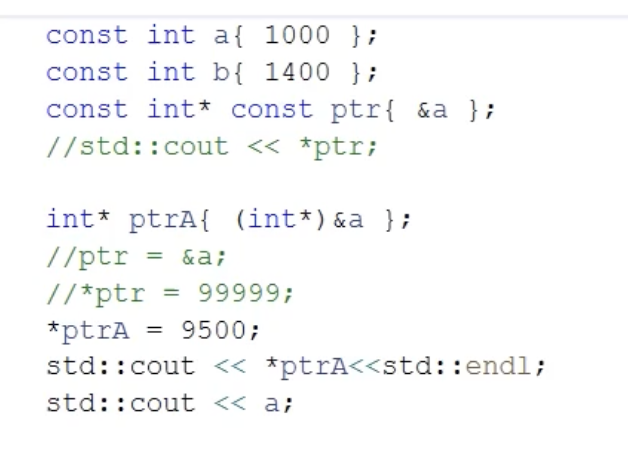 const int a{ 1000 };
const int b{ 1400 };
const int* const ptr{ &a };
//std::cout << *ptr;
int* ptrA{ (int*)&a };
//ptr = &a;
//*ptr = 99999;
*ptrA = 9500;
std::cout << *ptrA<<std::endl;
std::cout << a;